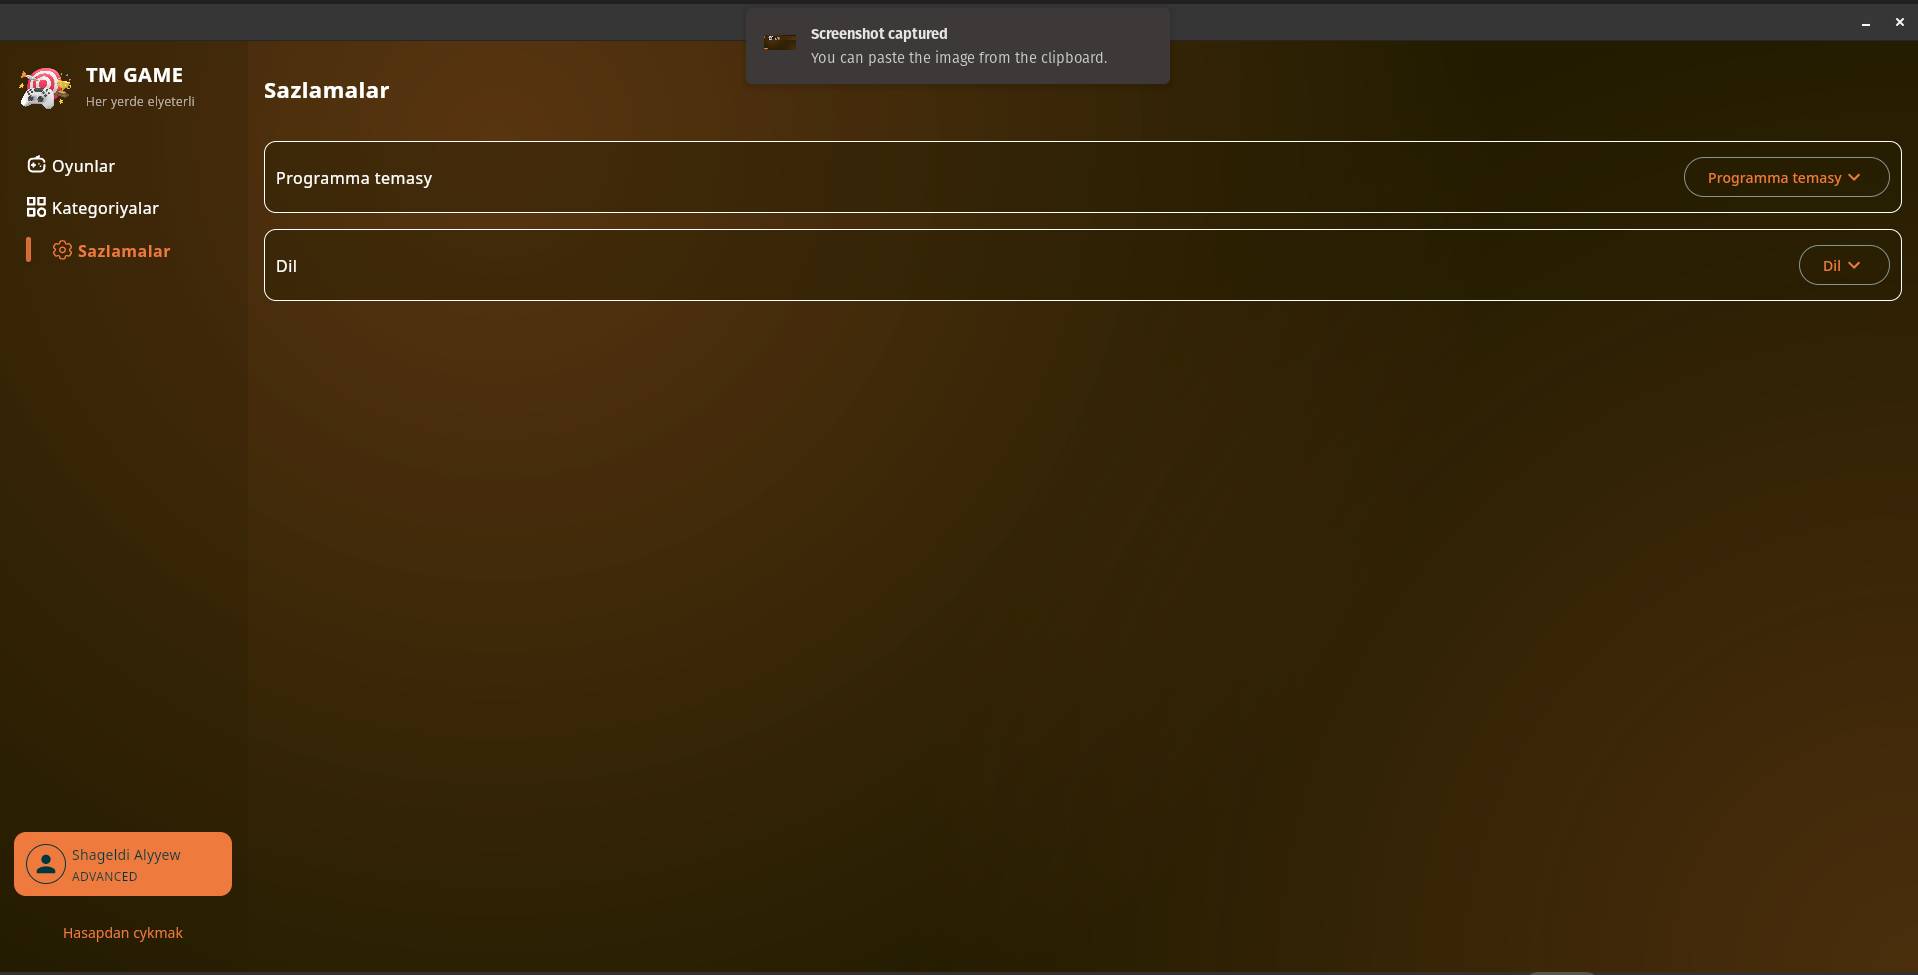 Screenshot captured
You can paste the image from the clipboard.
TM GAME
Her yerde elyeterli
Oyunlar
Kategoriyalar
Sazlamalar
Sazlamalar
Programma temasy
Programma temasy
Dil
Dil
Shageldi Alyyew
ADVANCED
Hasapdan cykmak